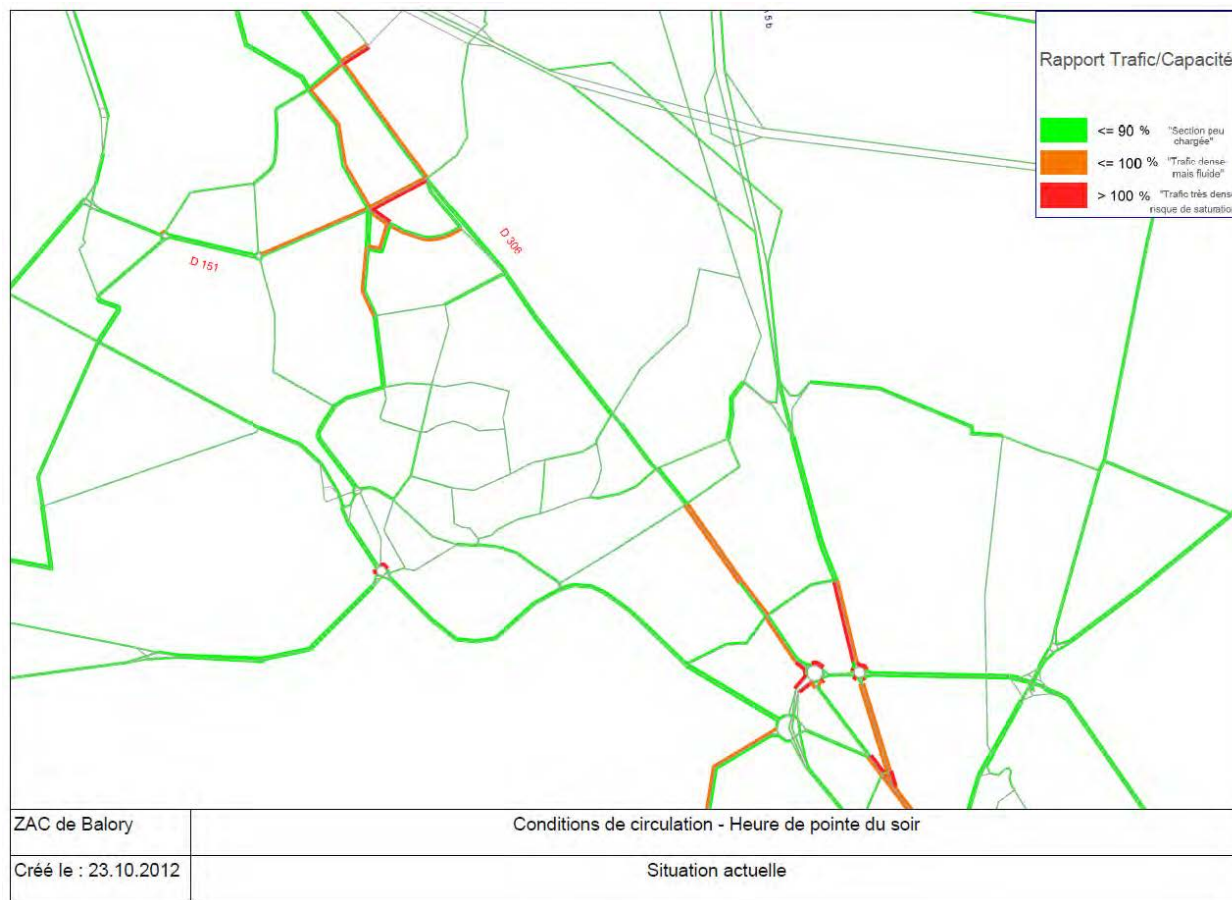 5 b
Rapport Trafic/Capacité
<= 90 % "Section peu
chargée"
<= 100 % "Trafic dense
mais fluide"
> 100 % "Trafic très dense
risque de saturation
D 306
D 151
ZAC de Balory
Conditions de circulation - Heure de pointe du soir
Créé le : 23.10.2012
Situation actuelle